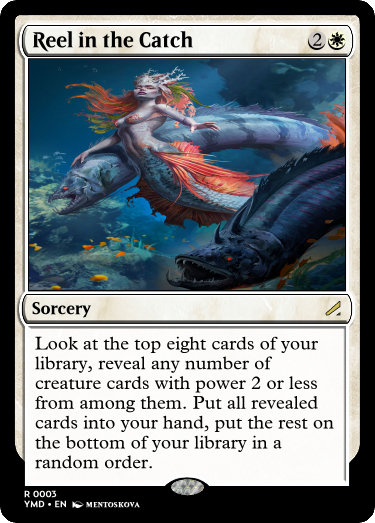 Reel in the Catch 2
Sorcery
Look at the top eight cards of your
library, reveal any number of
creature cards with power 2 or less
from among them. Put all revealed
cards into your hand, put the rest on
the bottom of your library in a
random order.
R 0003
YMD • EN MENTOSKOVA